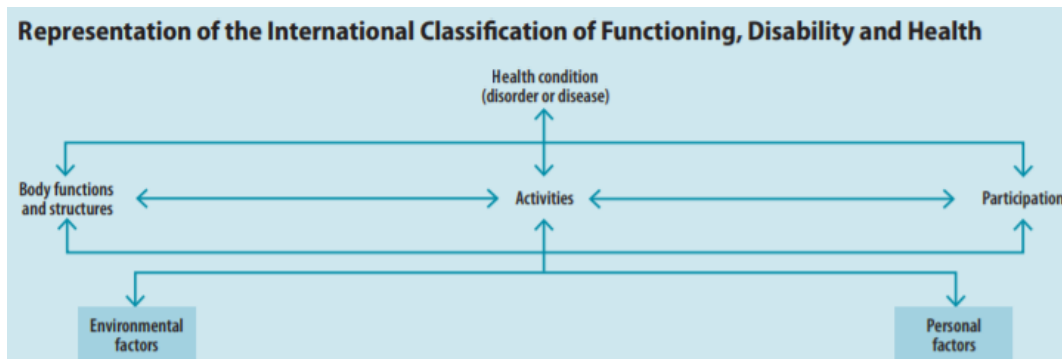 Representation of the International Classification of Functioning, Disability and Health
Health condition
(disorder or disease)
Body functions
and structures
Activities
Participation
Environmental
factors
Personal
factors